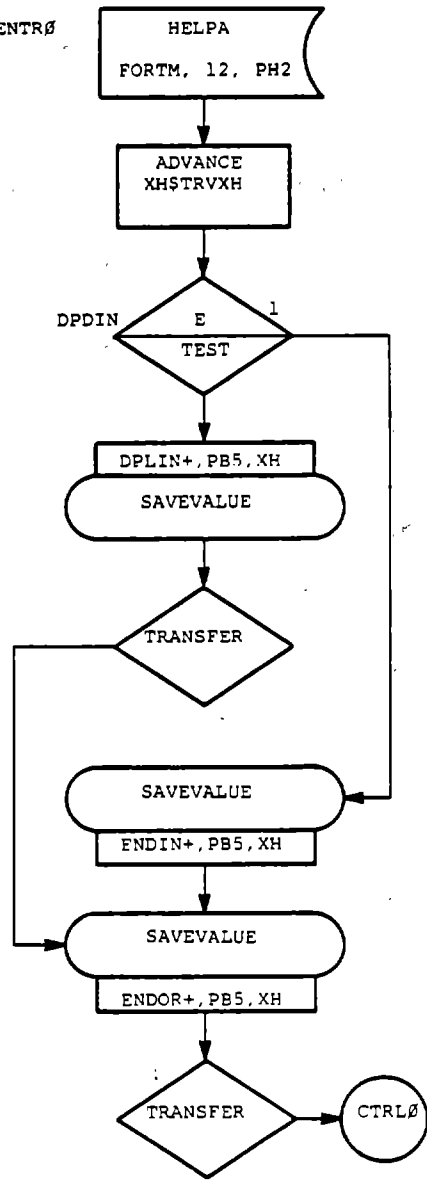 ENTRØ
HELPA
FORTM, 12, PH2
ADVANCE
XH$TRVXH
DPDIN
E
1
TEST
DPLIN+,PB5,XH
SAVEVALUE
TRANSFER
SAVEVALUE
ENDIN+,PB5,XH
SAVEVALUE
ENDOR+,PB5,XH
TRANSFER
CTRLØ